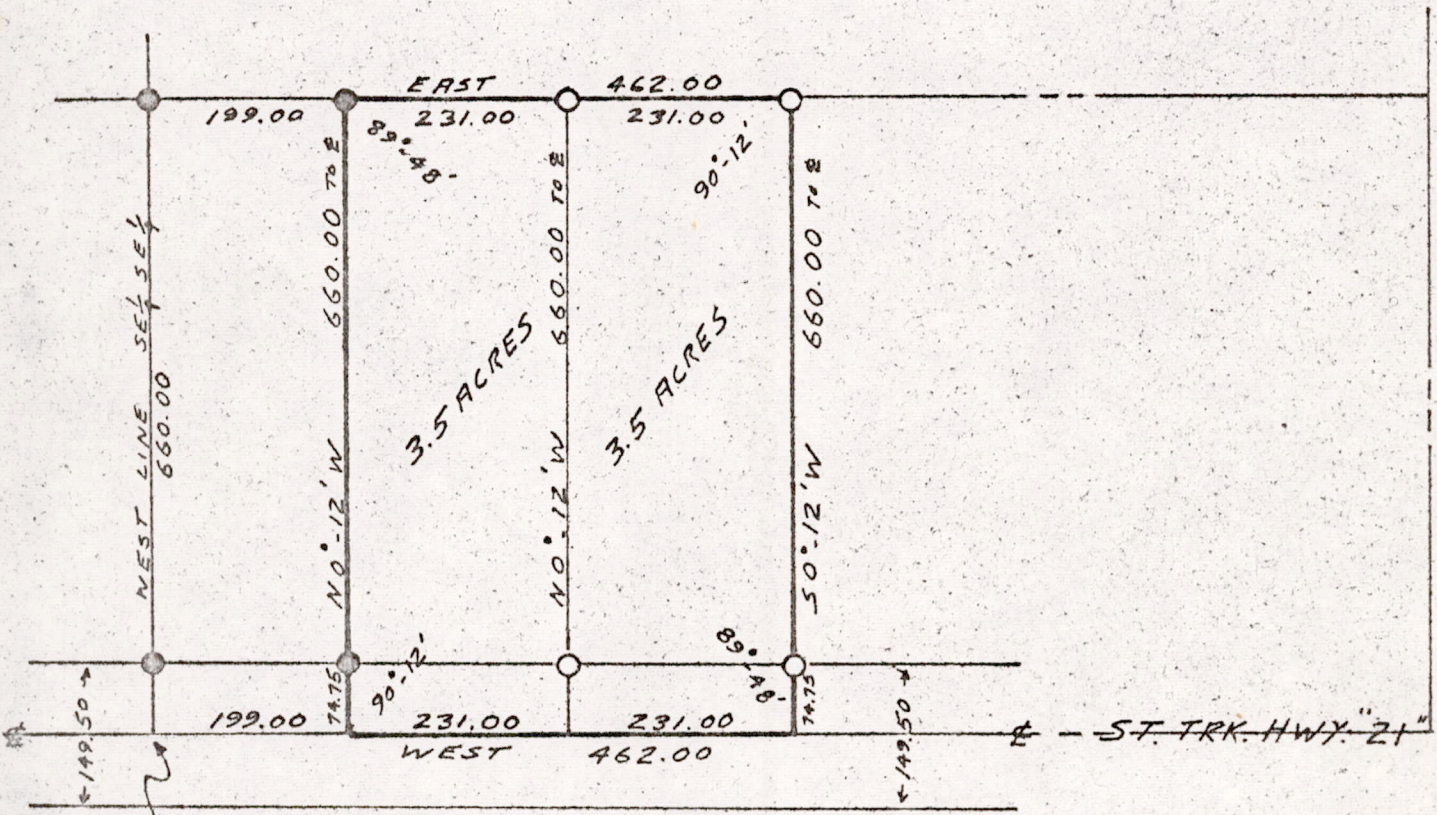 EAST 462.00
199.00 231.00 231.00
89°-48' 90°-12'
WEST LINE SE¼ SE¼
660.00
N0°-12'W 660.00 TO ℄
N0°-12'W 660.00 TO ℄
S0°-12'W 660.00 TO ℄
3.5 ACRES 3.5 ACRES
90°-12' 89°-48'
149.50 74.75 74.75 149.50
199.00 231.00 231.00
WEST 462.00
℄ - ST. TRK. HWY. "21"